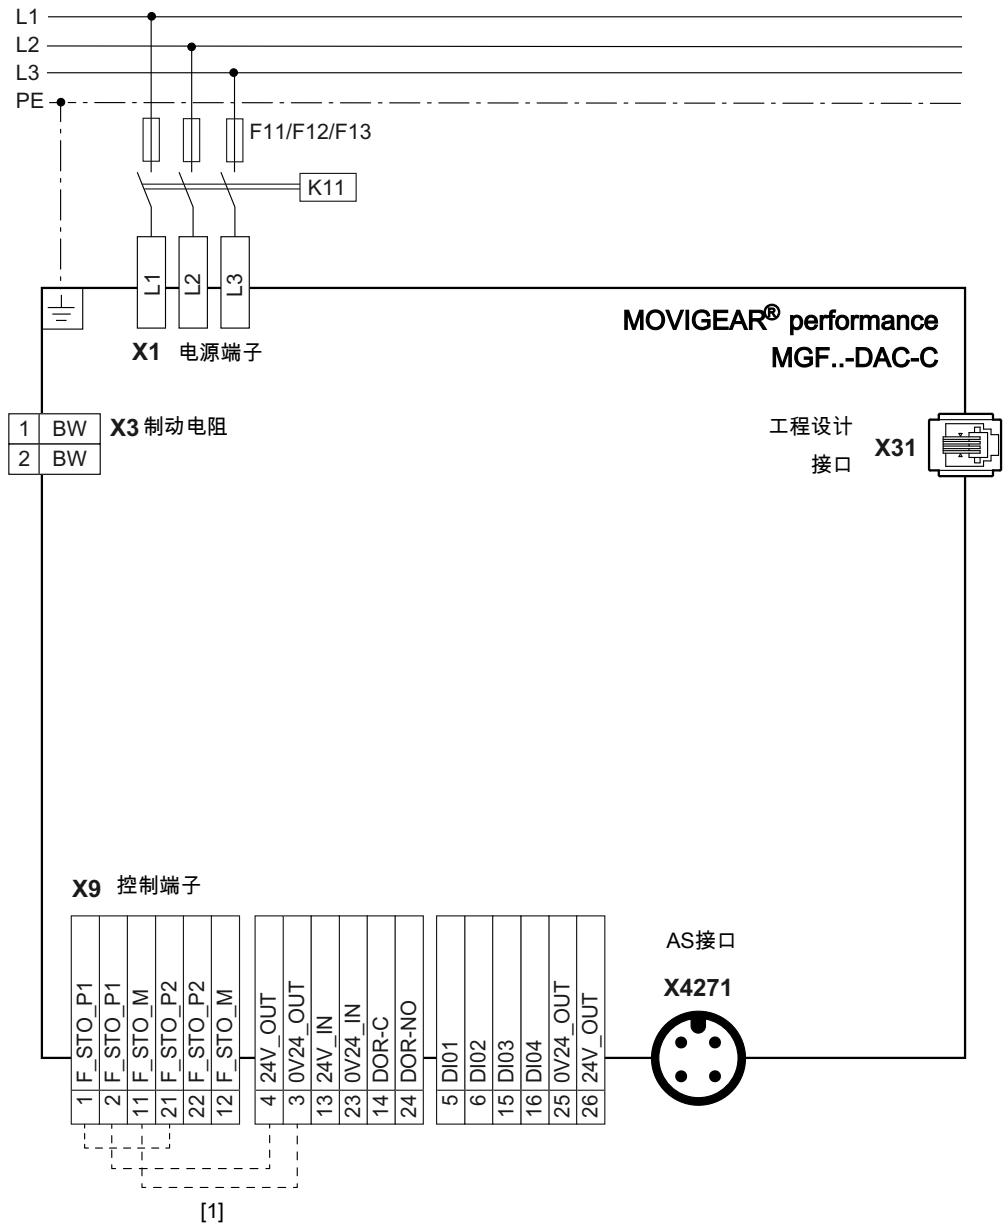 L1
L2
L3
PE
F11/F12/F13
K11
L1
L2
L3
MOVIGEAR® performance
MGF..-DAC-C
X1 电源端子
1 BW
2 BW
X3 制动电阻
工程设计
接口
X31
X9 控制端子
AS接口
X4271
1 F_STO_P1
2 F_STO_P1
11 F_STO_M
21 F_STO_P2
22 F_STO_P2
12 F_STO_M
4 24V_OUT
3 0V24_OUT
13 24V_IN
23 0V24_IN
14 DOR-C
24 DOR-NO
5 DI01
6 DI02
15 DI03
16 DI04
25 0V24_OUT
26 24V_OUT
[1]